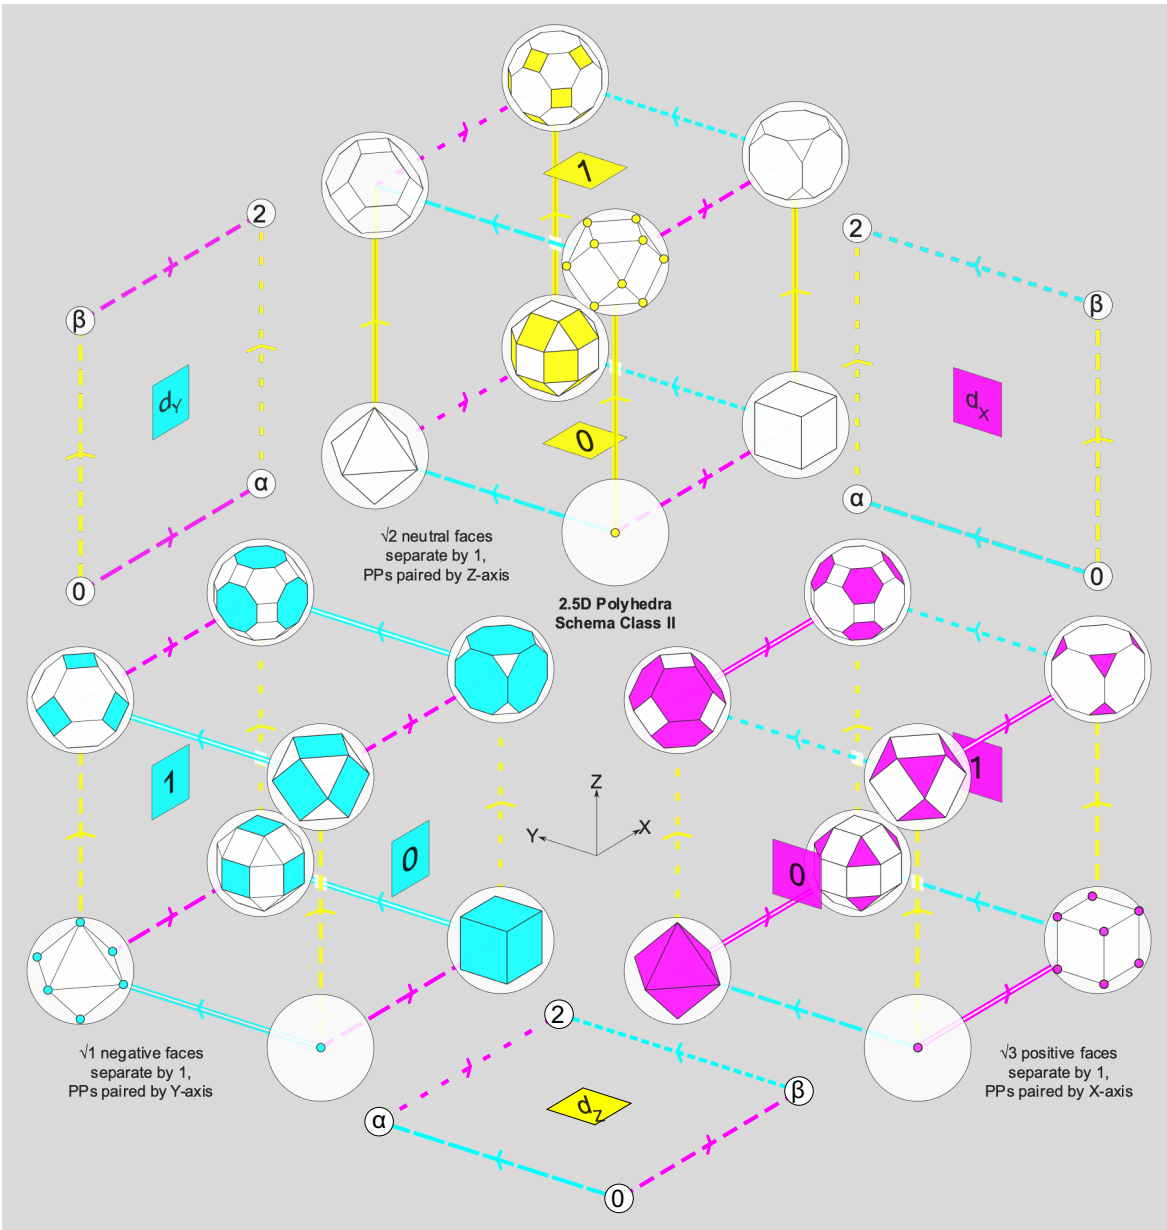 1
2
2
β
β
dY
dX
0
α
α
√2 neutral faces
separate by 1,
PPs paired by Z-axis
0
0
2.5D Polyhedra
Schema Class II
1
0
Z
Y
X
1
0
√1 negative faces
separate by 1,
PPs paired by Y-axis
2
√3 positive faces
separate by 1,
PPs paired by X-axis
β
dZ
α
0